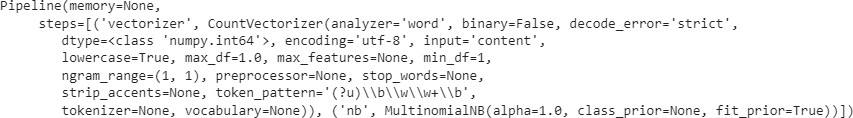 Pipeline(memory=None,
steps=[('vectorizer', CountVectorizer(analyzer='word', binary=False, decode_error='strict',
dtype=<class 'numpy.int64'>, encoding='utf-8', input='content',
lowercase=True, max_df=1.0, max_features=None, min_df=1,
ngram_range=(1, 1), preprocessor=None, stop_words=None,
strip_accents=None, token_pattern='(?u)\\b\\w\\w+\\b',
tokenizer=None, vocabulary=None)), ('nb', MultinomialNB(alpha=1.0, class_prior=None, fit_prior=True))])